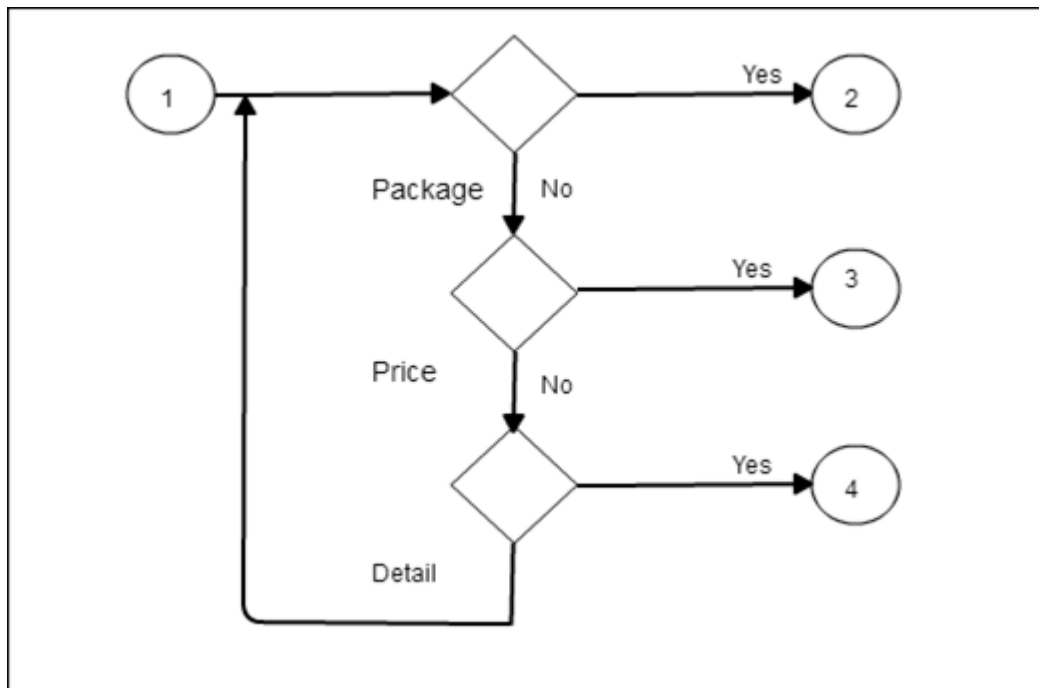 1
Yes
2
Package
No
Yes
3
Price
No
Yes
4
Detail